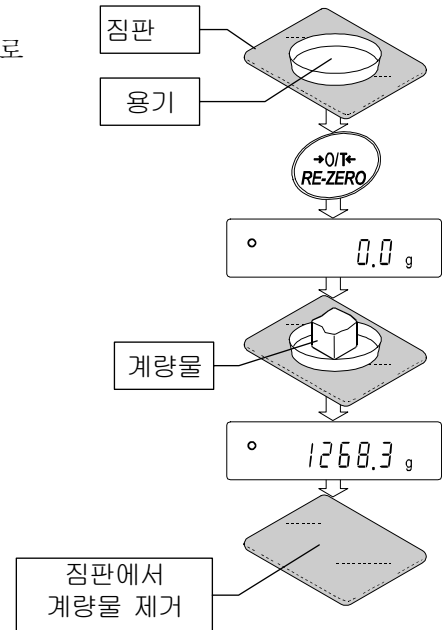 짐판
로
용기
→0/T←
RE-ZERO
0.0 g
계량물
1268.3 g
짐판에서
계량물 제거